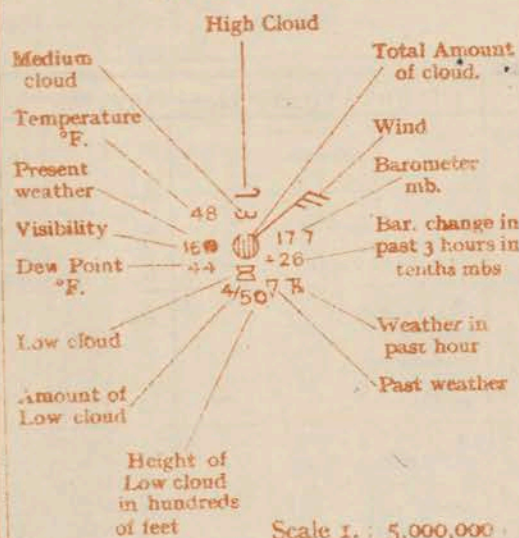 High Cloud
Medium
cloud
Total Amount
of cloud.
Temperature
°F.
Wind
Present
weather
Barometer
mb.
48
Visibility
Bar. change in
past 3 hours in
tenths mbs
16
177
+26
Dew Point
°F.
44
4/50
7
Low cloud
Weather in
past hour
Amount of
Low cloud
Past weather
Height of
Low cloud
in hundreds
of feet
Scale 1. : 5,000,000